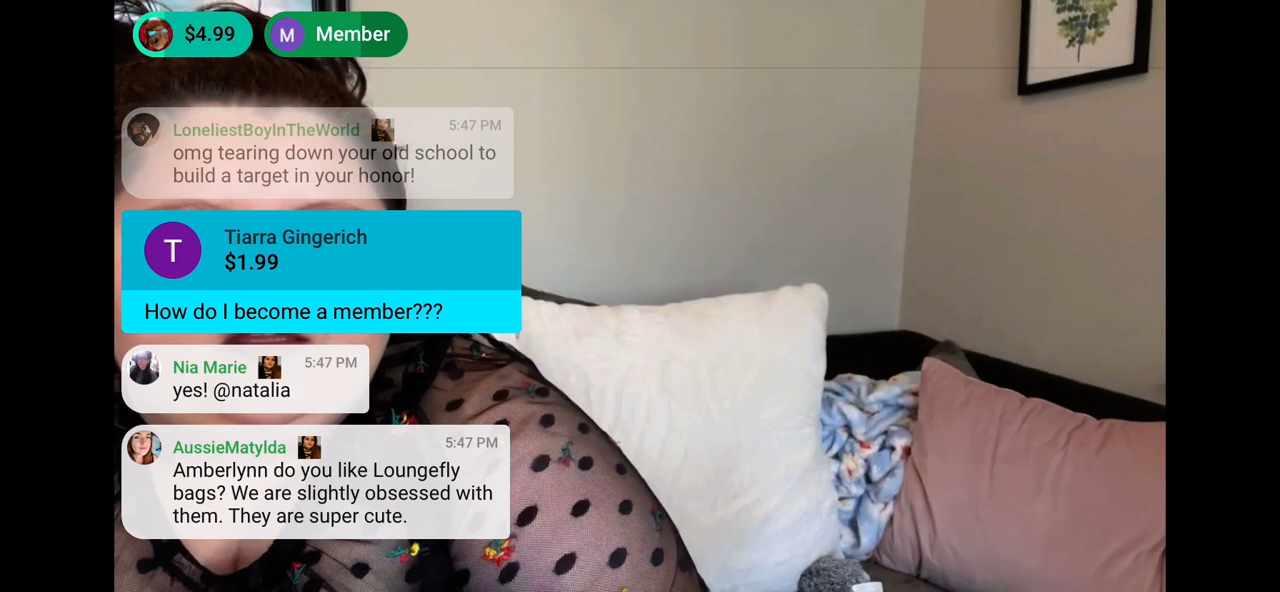 $4.99
M Member
LoneliestBoyInTheWorld 5:47 PM
omg tearing down your old school to
build a target in your honor!
T Tiarra Gingerich
$1.99
How do I become a member???
Nia Marie 5:47 PM
yes! @natalia
AussieMatylda 5:47 PM
Amberlynn do you like Loungefly
bags? We are slightly obsessed with
them. They are super cute.